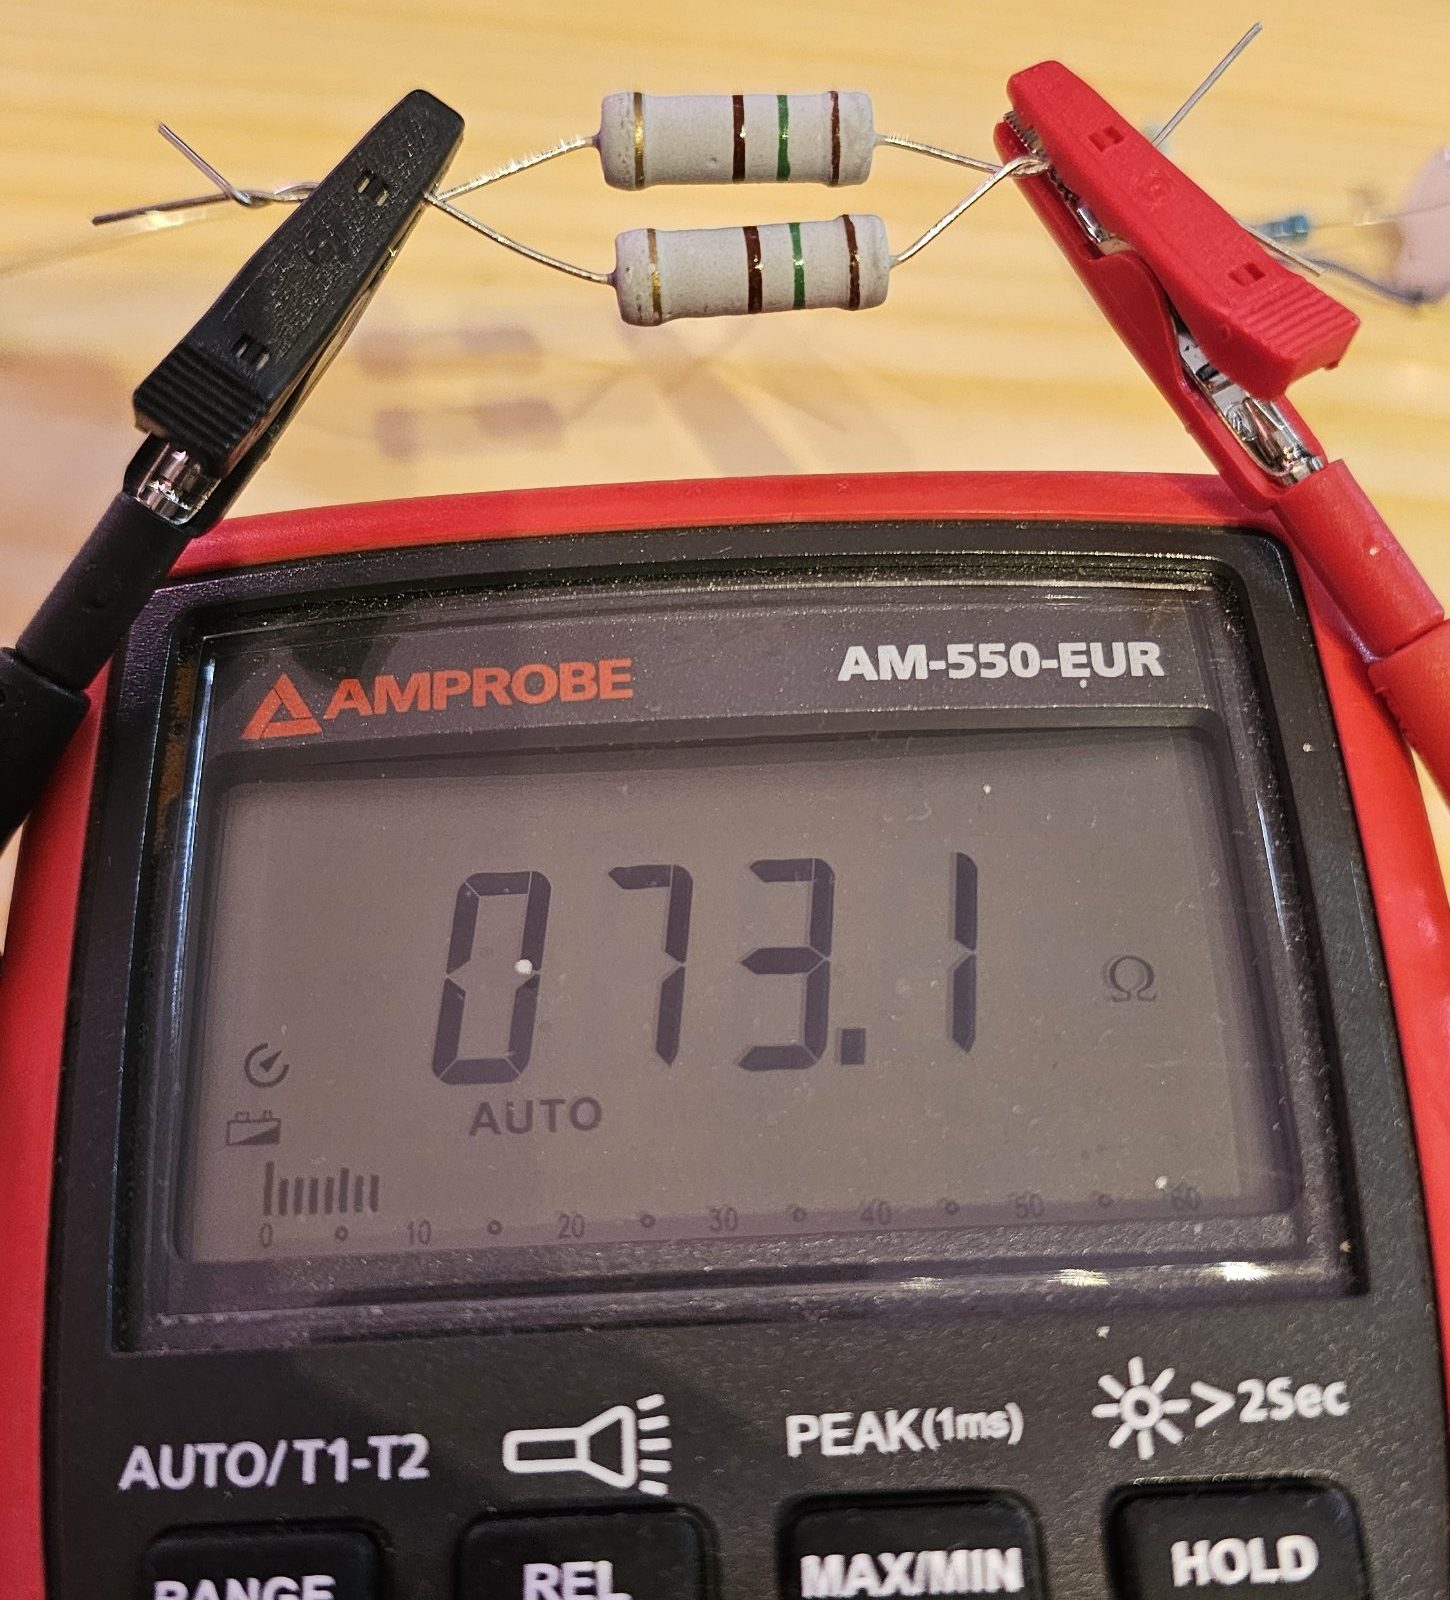 AMPROBE
AM-550-EUR
073.1 Ω
AUTO
0 10 20 30 40 50 60
AUTO/T1-T2
PEAK(1ms)
>2Sec
RANGE
REL
MAX/MIN
HOLD